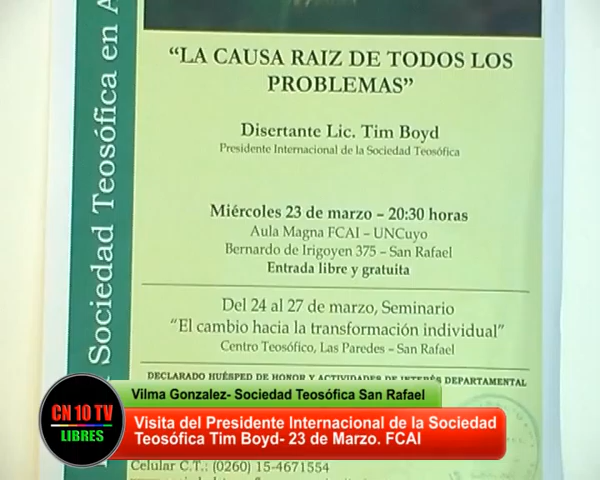 Sociedad Teosófica en A
"LA CAUSA RAIZ DE TODOS LOS
PROBLEMAS"
Disertante Lic. Tim Boyd
Presidente Internacional de la Sociedad Teosófica
Miércoles 23 de marzo – 20:30 horas
Aula Magna FCAI – UNCuyo
Bernardo de Irigoyen 375 – San Rafael
Entrada libre y gratuita
Del 24 al 27 de marzo, Seminario
"El cambio hacia la transformación individual"
Centro Teosófico, Las Paredes – San Rafael
DECLARADO HUÉSPED DE HONOR Y ACTIVIDADES DE INTERÉS DEPARTAMENTAL
Vilma Gonzalez- Sociedad Teosófica San Rafael
CN 10 TV
LIBRES
Visita del Presidente Internacional de la Sociedad
Teosófica Tim Boyd- 23 de Marzo. FCAI
Celular C.T.: (0260) 15-4671554